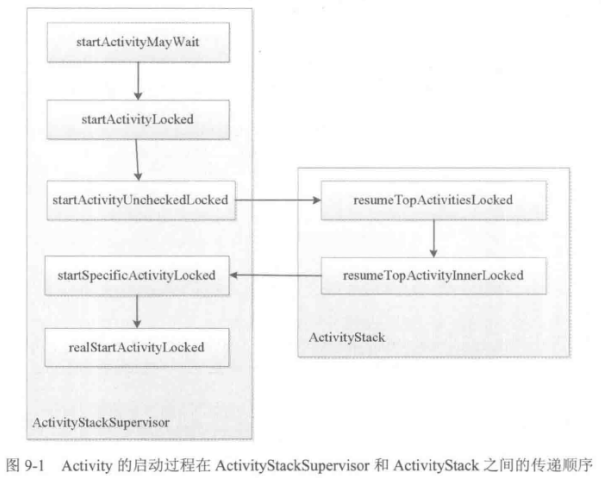 startActivityMayWait
startActivityLocked
startActivityUncheckedLocked
resumeTopActivitiesLocked
startSpecificActivityLocked
resumeTopActivityInnerLocked
realStartActivityLocked
ActivityStack
ActivityStackSupervisor
图 9-1 Activity 的启动过程在 ActivityStackSupervisor 和 ActivityStack 之间的传递顺序